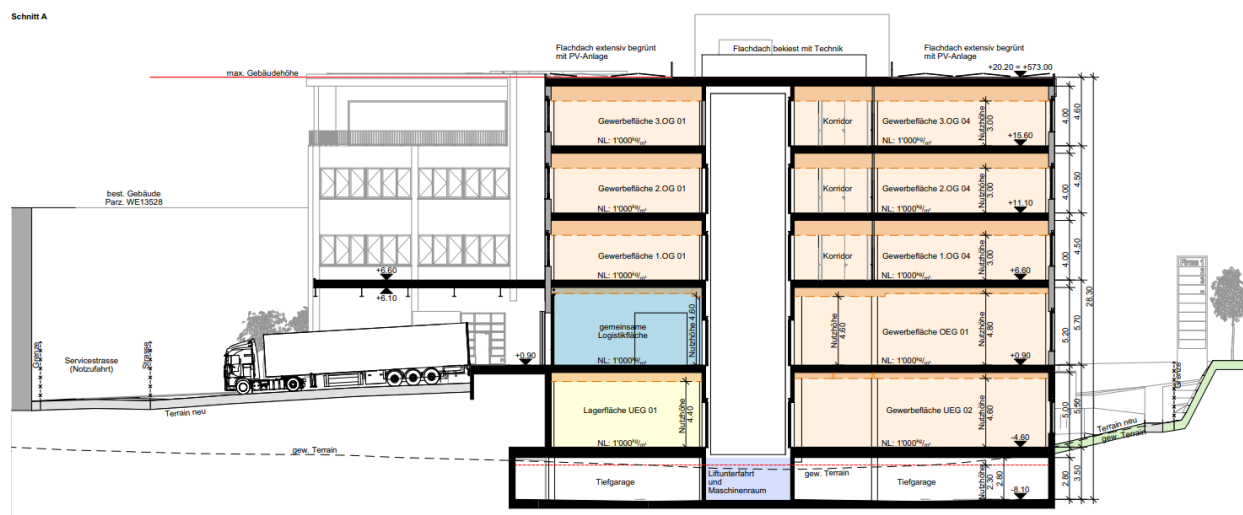 Schnitt A
Flachdach extensiv begrünt
mit PV-Anlage
Flachdach bekiest mit Technik
Flachdach extensiv begrünt
mit PV-Anlage
max. Gebäudehöhe
+20.20 = +573.00
Gewerbefläche 3.OG 01
NL: 1'000kg/m²
Korridor
Gewerbefläche 3.OG 04
NL: 1'000kg/m²
Nutzhöhe
3.00
+15.60
4.00
4.60
best. Gebäude
Parz. WE13528
Gewerbefläche 2.OG 01
NL: 1'000kg/m²
Korridor
Gewerbefläche 2.OG 04
NL: 1'000kg/m²
Nutzhöhe
3.00
+11.10
4.00
4.50
Gewerbefläche 1.OG 01
NL: 1'000kg/m²
Korridor
Gewerbefläche 1.OG 04
NL: 1'000kg/m²
Nutzhöhe
3.00
+6.60
4.00
4.50
28.30
Firma 1
+6.60
+6.10
gemeinsame
Logistikfläche
NL: 1'000kg/m²
Nutzhöhe 4.60
Nutzhöhe
4.60
Gewerbefläche OEG 01
NL: 1'000kg/m²
Nutzhöhe
4.80
+0.90
5.20
5.70
Grenze
Servicestrasse
(Notzufahrt)
Strasse
+0.90
Grenze
Terrain neu
Lagerfläche UEG 01
NL: 1'000kg/m²
Nutzhöhe
4.40
Gewerbefläche UEG 02
NL: 1'000kg/m²
Nutzhöhe
4.60
-4.60
5.00
5.50
Terrain neu
gew. Terrain
gew. Terrain
Tiefgarage
Liftunterfahrt
und
Maschinenraum
gew. Terrain
Tiefgarage
Nutzhöhe
2.30
2.80
-8.10
2.80
3.50